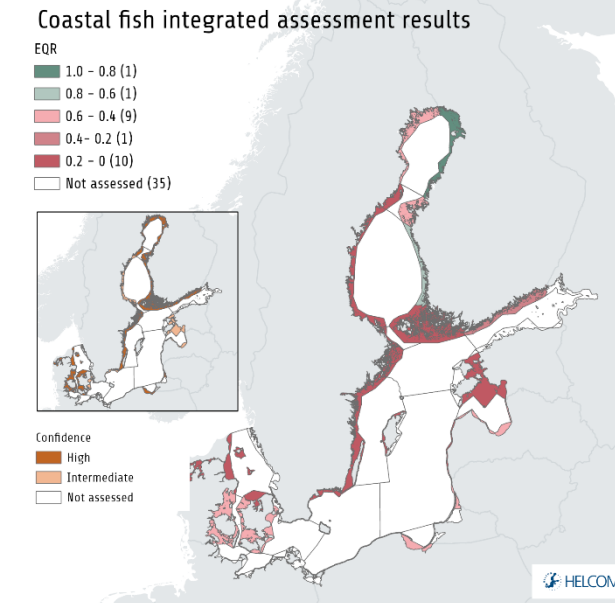 Coastal fish integrated assessment results
EQR
1.0 - 0.8 (1)
0.8 - 0.6 (1)
0.6 - 0.4 (9)
0.4- 0.2 (1)
0.2 - 0 (10)
Not assessed (35)
Confidence
High
Intermediate
Not assessed
HELCOM